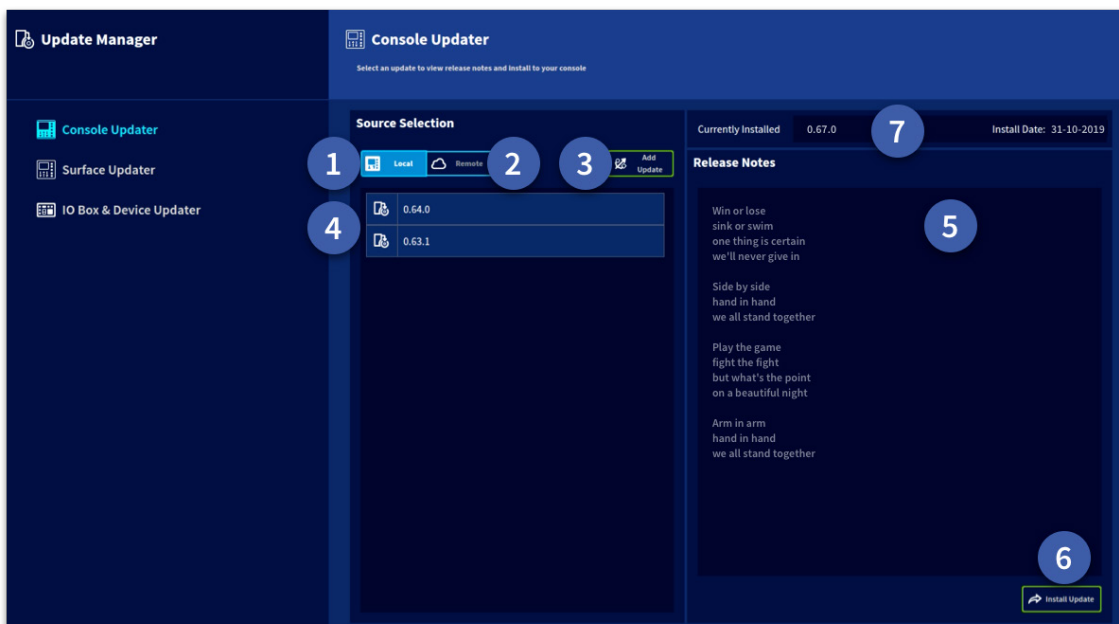 Update Manager
Console Updater
Select an update to view release notes and install to your console
Console Updater
Surface Updater
IO Box & Device Updater
Source Selection
1
Local
Remote
2
3
Add
Update
4
0.64.0
0.63.1
Currently Installed
0.67.0
7
Install Date: 31-10-2019
Release Notes
5
Win or lose
sink or swim
one thing is certain
we'll never give in
Side by side
hand in hand
we all stand together
Play the game
fight the fight
but what's the point
on a beautiful night
Arm in arm
hand in hand
we all stand together
6
Install Update